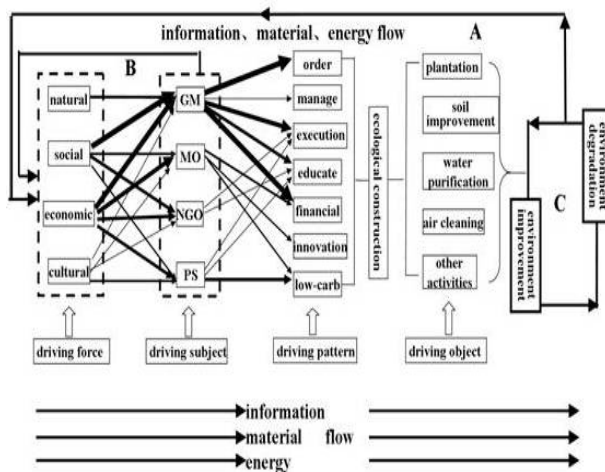 information、material、energy flow
A
B
natural
social
economic
cultural
GM
MO
NGO
PS
order
manage
execution
educate
financial
innovation
low-carb
ecological construction
plantation
soil
improvement
water
purification
air cleaning
other
activities
C
environment
improvement
environment
degradation
driving force
driving subject
driving pattern
driving object
information
material flow
energy